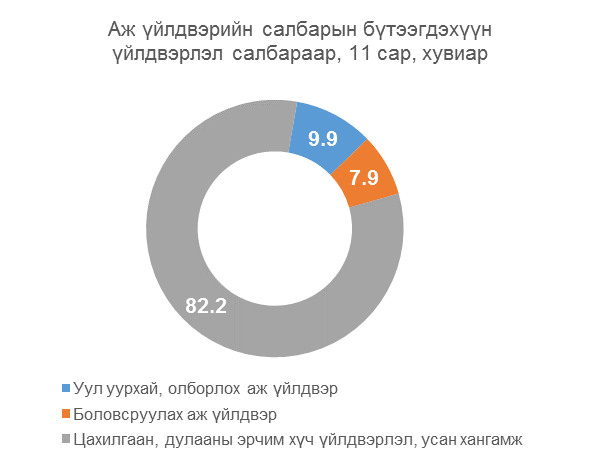 Аж үйлдвэрийн салбарын бүтээгдэхүүн
үйлдвэрлэл салбараар, 11 сар, хувиар
9.9
7.9
82.2
Уул уурхай, олборлох аж үйлдвэр
Боловсруулах аж үйлдвэр
Цахилгаан, дулааны эрчим хүч үйлдвэрлэл, усан хангамж